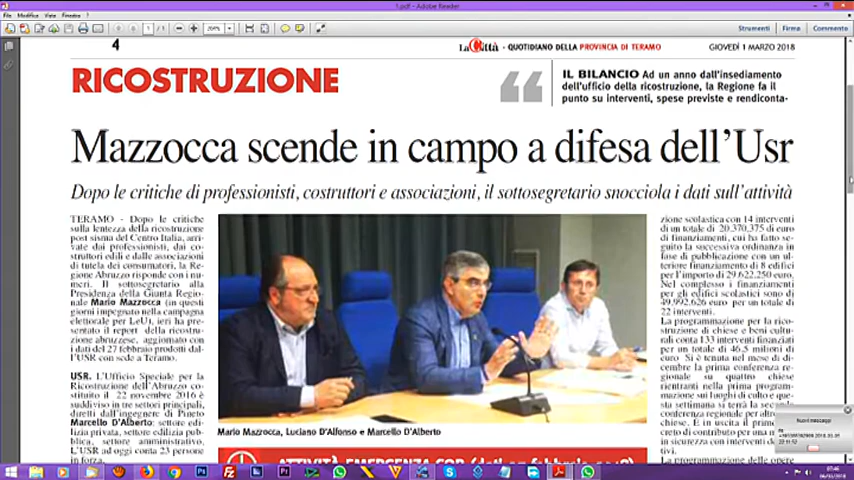 1.pdf - Adobe Reader
File Modifica Vista Finestra ?
Strumenti Firma Commento
4
La Città - QUOTIDIANO DELLA PROVINCIA DI TERAMO
GIOVEDÌ 1 MARZO 2018
RICOSTRUZIONE
IL BILANCIO Ad un anno dall'insediamento
dell'ufficio della ricostruzione, la Regione fa il
punto su interventi, spese previste e rendiconta-
Mazzocca scende in campo a difesa dell'Usr
Dopo le critiche di professionisti, costruttori e associazioni, il sottosegretario snocciola i dati sull'attività
TERAMO - Dopo le critiche
sulla lentezza della ricostruzione
post sisma del Centro Italia, arri-
vate dai professionisti, dai co-
struttori edili e dalle associazioni
di tutela dei consumatori, la Re-
gione Abruzzo risponde con i nu-
meri. Il sottosegretario alla
Presidenza della Giunta Regio-
nale Mario Mazzocca (in questi
giorni impegnato nella campagna
elettorale per LeU), ieri ha pre-
sentato il report della ricostru-
zione abruzzese, aggiornato con
i dati del 27 febbraio prodotti dal-
l'USR con sede a Teramo.
USR. L'Ufficio Speciale per la
Ricostruzione dell'Abruzzo co-
stituito il 22 novembre 2016 è
suddiviso in tre settori principali,
diretti dall'ingegnere di Pineto
Marcello D'Alberto: settore edi-
lizia privata, settore edilizia pub-
blica, settore amministrativo.
L'USR ad oggi conta 23 persone
in forza.
Mario Mazzocca, Luciano D'Alfonso e Marcello D'Alberto
zione scolastica con 14 interventi
di un totale di 20.370.375 di euro
di finanziamenti, cui ha fatto se-
guito la successiva ordinanza in
fase di pubblicazione con un ul-
teriore finanziamento di 8 edifici
per l'importo di 29.622.250 euro.
Nel complesso i finanziamenti
per gli edifici scolastici sono di
49.992.626 euro per un totale di
22 interventi.
La programmazione per la rico-
struzione di chiese e beni cultu-
rali conta 133 interventi finanziati
per un totale di 46.5 milioni di
euro. Si è tenuta nel mese di di-
cembre la prima conferenza re-
gionale su quattro chiese
rientranti nella prima programma-
zione sui luoghi di culto e que-
sta settimana si terrà la seconda
conferenza regionale per altre
chiese. È in uscita il primo de-
creto di contributo per una messa
in sicurezza con interventi defini-
tivi.
La programmazione delle opere